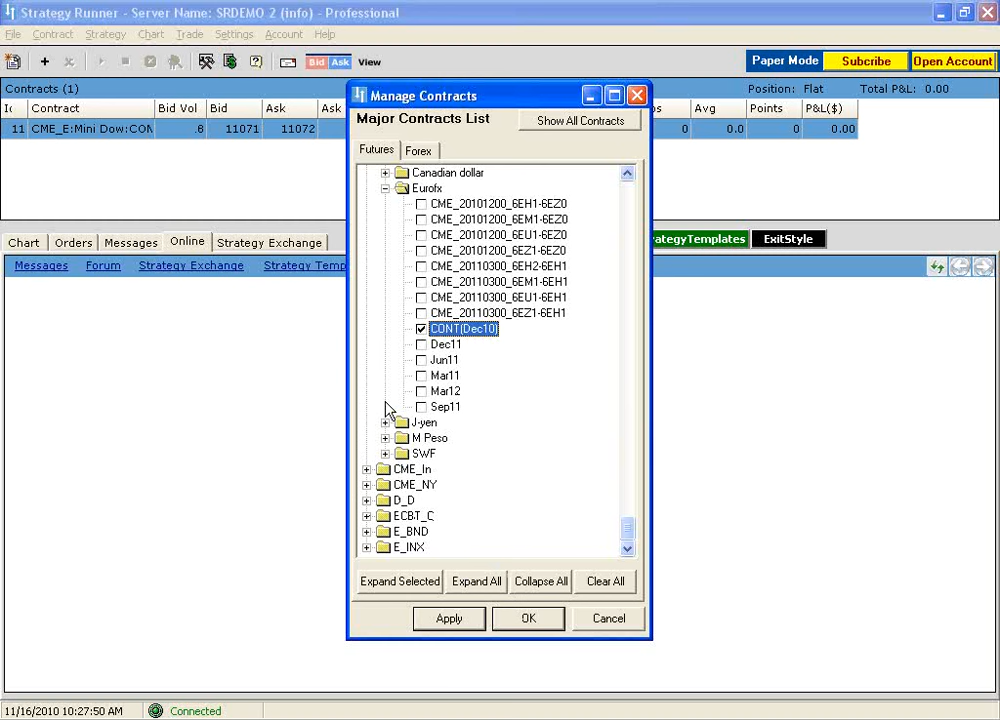 Strategy Runner - Server Name: SRDEMO 2 (info) - Professional
File Contract Strategy Chart Trade Settings Account Help
Bid Ask View Paper Mode Subcribe Open Account
Contracts (1) Position: Flat Total P&L: 0.00
Contract Bid Vol Bid Ask Ask Avg Points P&L($)
11 CME_E:Mini Dow:CON .6 11071 11072 0 0.0 0 0.00
Manage Contracts
Major Contracts List Show All Contracts
Futures Forex
Canadian dollar
Eurofx
CME_20101200_6EH1-6EZ0
CME_20101200_6EM1-6EZ0
CME_20101200_6EU1-6EZ0
CME_20101200_6EZ1-6EZ0
CME_20110300_6EH2-6EH1
CME_20110300_6EM1-6EH1
CME_20110300_6EU1-6EH1
CME_20110300_6EZ1-6EH1
CONT(Dec10)
Dec11
Jun11
Mar11
Mar12
Sep11
J-yen
M Peso
SWF
CME_In
CME_NY
D_D
ECBT_C
E_BND
E_INX
Expand Selected Expand All Collapse All Clear All
Apply OK Cancel
Chart Orders Messages Online Strategy Exchange rategyTemplates ExitStyle
Messages Forum Strategy Exchange Strategy Temp
11/16/2010 10:27:50 AM Connected